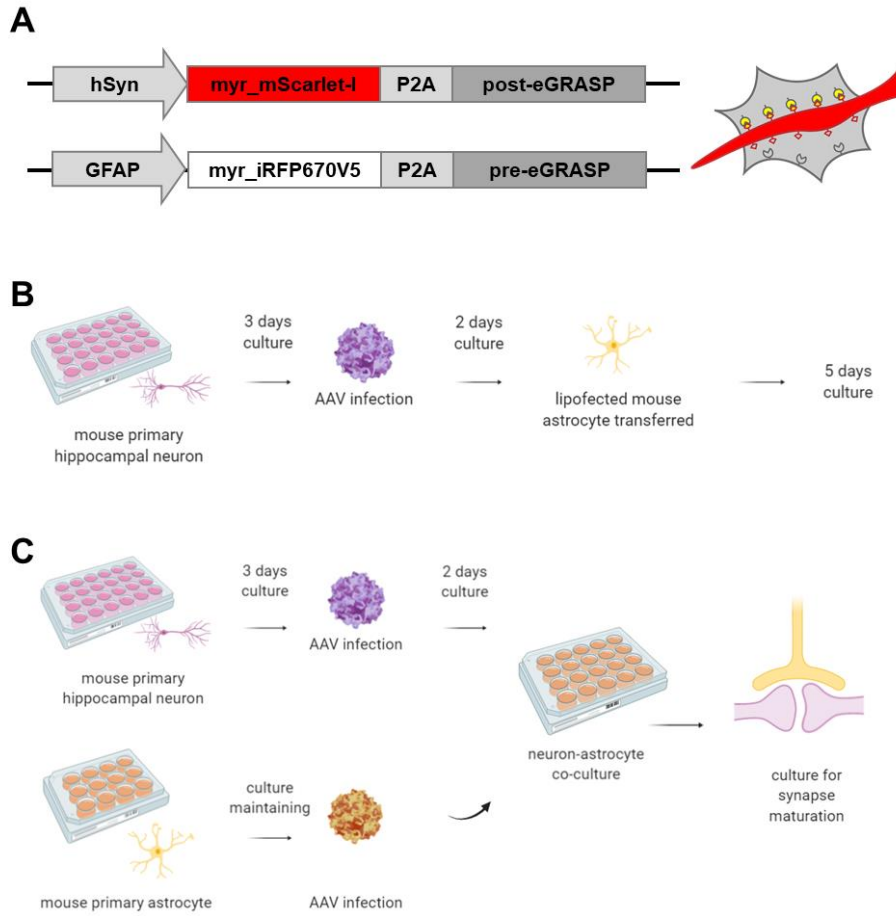 A
hSyn
myr_mScarlet-I
P2A
post-eGRASP
GFAP
myr_iRFP670V5
P2A
pre-eGRASP
B
3 days
culture
2 days
culture
5 days
culture
AAV infection
lipofected mouse
astrocyte transferred
mouse primary
hippocampal neuron
C
3 days
culture
2 days
culture
AAV infection
mouse primary
hippocampal neuron
neuron-astrocyte
co-culture
culture for
synapse
maturation
culture
maintaining
mouse primary astrocyte
AAV infection